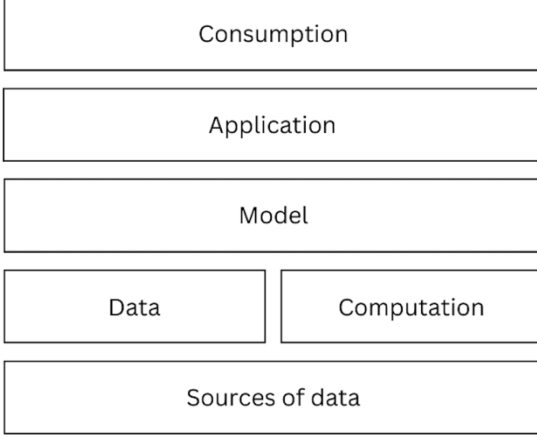 Consumption
Application
Model
Data
Computation
Sources of data